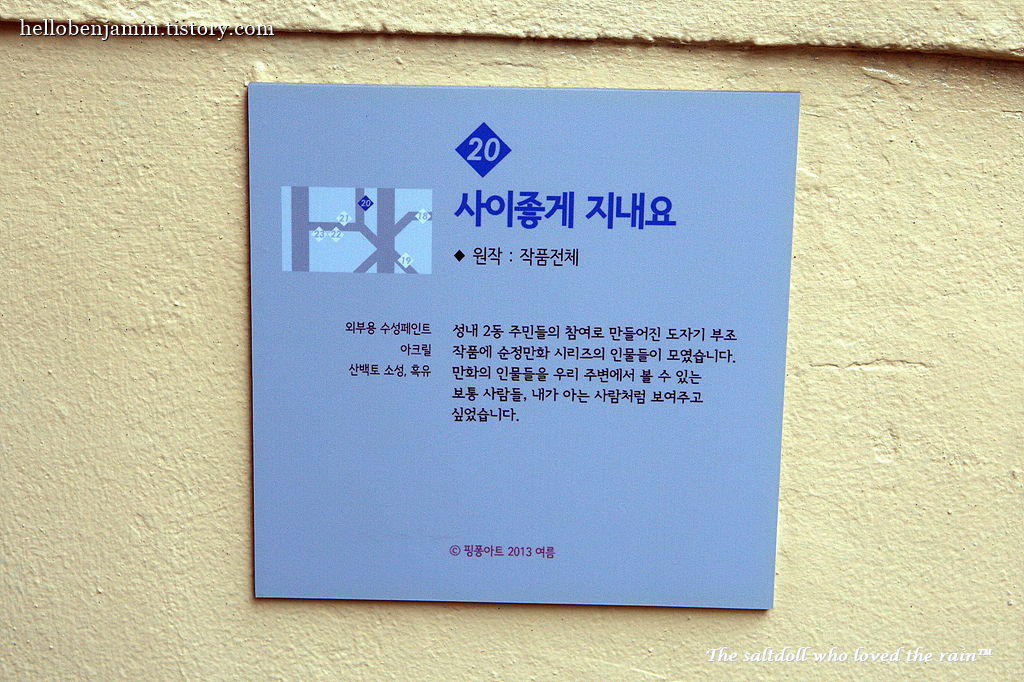 hellobenjamin.tistory.com
20
사이좋게 지내요
◆ 원작 : 작품전체
20
21
18
23 22
19
외부용 수성페인트
아크릴
산백토 소성, 흑유
성내 2동 주민들의 참여로 만들어진 도자기 부조
작품에 순정만화 시리즈의 인물들이 모였습니다.
만화의 인물들을 우리 주변에서 볼 수 있는
보통 사람들, 내가 아는 사람처럼 보여주고
싶었습니다.
© 핑퐁아트 2013 여름
The saltdoll who loved the rain™